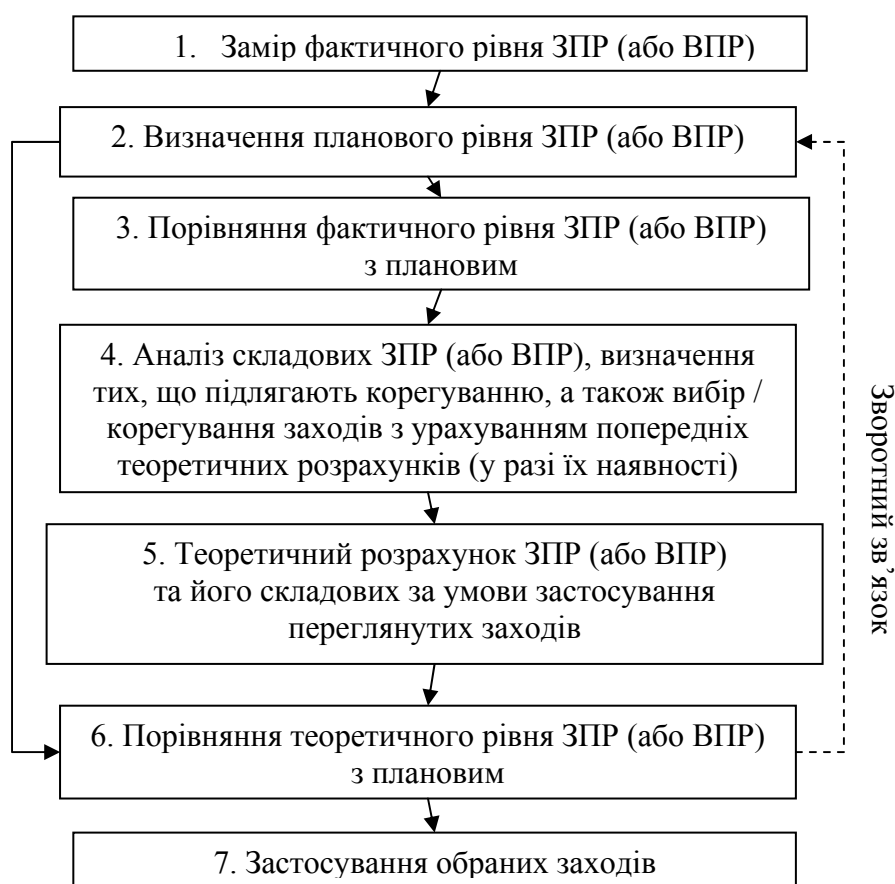 1. Замір фактичного рівня ЗПР (або ВПР)
2. Визначення планового рівня ЗПР (або ВПР)
3. Порівняння фактичного рівня ЗПР (або ВПР)
з плановим
4. Аналіз складових ЗПР (або ВПР), визначення
тих, що підлягають корегуванню, а також вибір /
корегування заходів з урахуванням попередніх
теоретичних розрахунків (у разі їх наявності)
5. Теоретичний розрахунок ЗПР (або ВПР)
та його складових за умови застосування
переглянутих заходів
6. Порівняння теоретичного рівня ЗПР (або ВПР)
з плановим
7. Застосування обраних заходів
Зворотний зв’язок